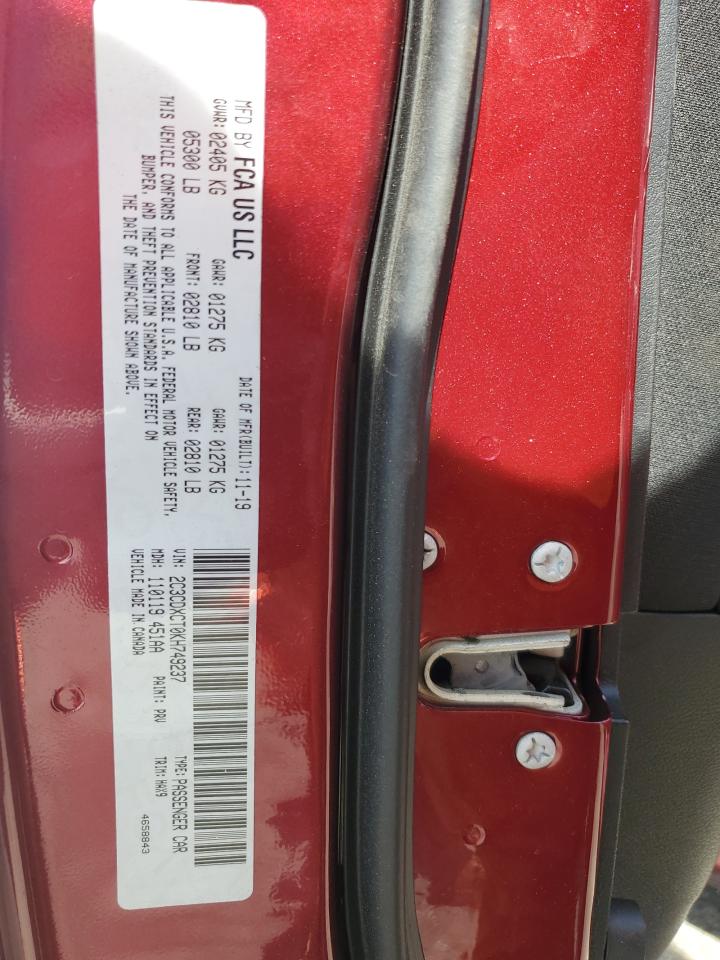 MFD BY FCA US LLC DATE OF MFR(BUILT): 11-19
GVWR: 02405 KG GAWR: 01275 KG GAWR: 01275 KG
05300 LB FRONT: 02810 LB REAR: 02810 LB
THIS VEHICLE CONFORMS TO ALL APPLICABLE U.S.A. FEDERAL MOTOR VEHICLE SAFETY,
BUMPER, AND THEFT PREVENTION STANDARDS IN EFFECT ON
THE DATE OF MANUFACTURE SHOWN ABOVE.
VIN: 2C3CDXCT0KH749237 TYPE: PASSENGER CAR
MDH: 110119 451AA PAINT: PRV TRIM: HAX9
VEHICLE MADE IN CANADA
4658843